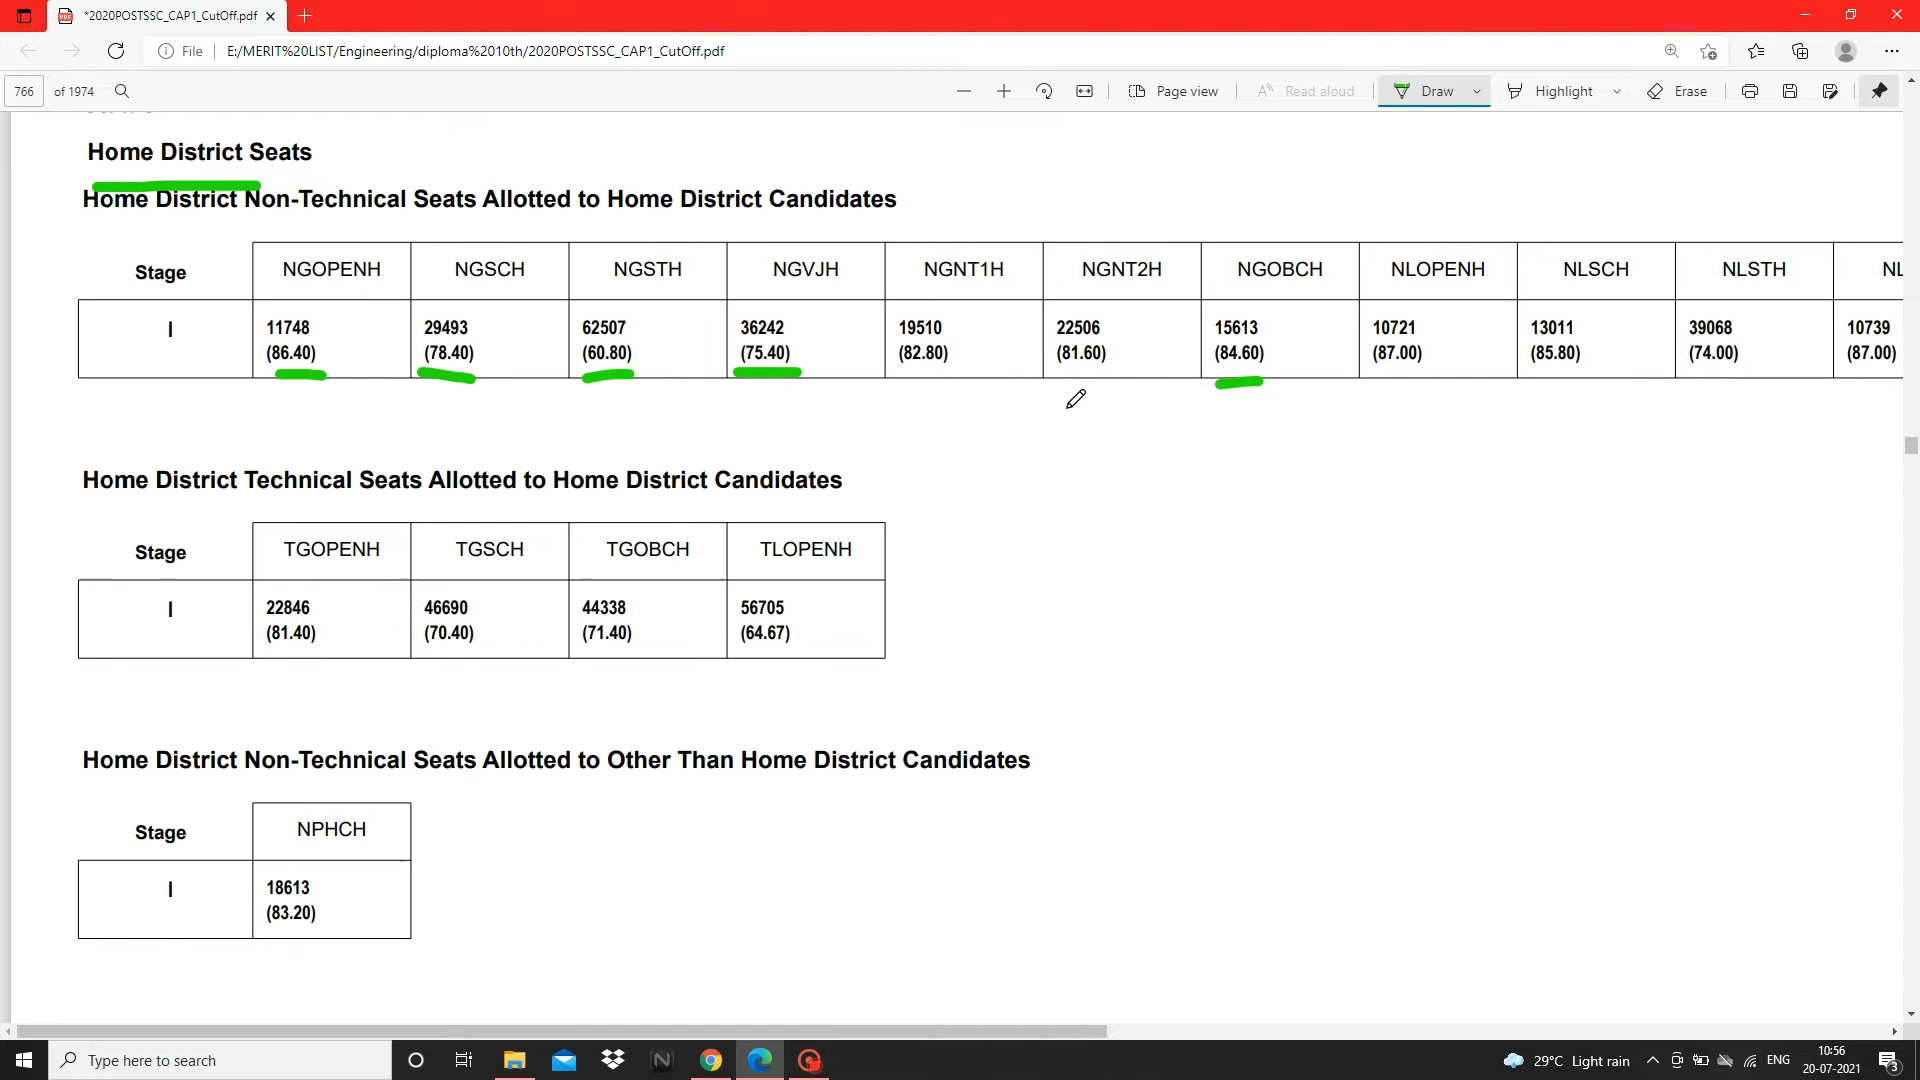 *2020POSTSSC_CAP1_CutOff.pdf
File E:/MERIT%20LIST/Engineering/diploma%2010th/2020POSTSSC_CAP1_CutOff.pdf
766 of 1974 Page view Read aloud Draw Highlight Erase
Home District Seats
Home District Non-Technical Seats Allotted to Home District Candidates
Stage NGOPENH NGSCH NGSTH NGVJH NGNT1H NGNT2H NGOBCH NLOPENH NLSCH NLSTH NL
I 11748 29493 62507 36242 19510 22506 15613 10721 13011 39068 10739
(86.40) (78.40) (60.80) (75.40) (82.80) (81.60) (84.60) (87.00) (85.80) (74.00) (87.00)
Home District Technical Seats Allotted to Home District Candidates
Stage TGOPENH TGSCH TGOBCH TLOPENH
I 22846 46690 44338 56705
(81.40) (70.40) (71.40) (64.67)
Home District Non-Technical Seats Allotted to Other Than Home District Candidates
Stage NPHCH
I 18613
(83.20)
Type here to search 29°C Light rain ENG 10:56
20-07-2021 3